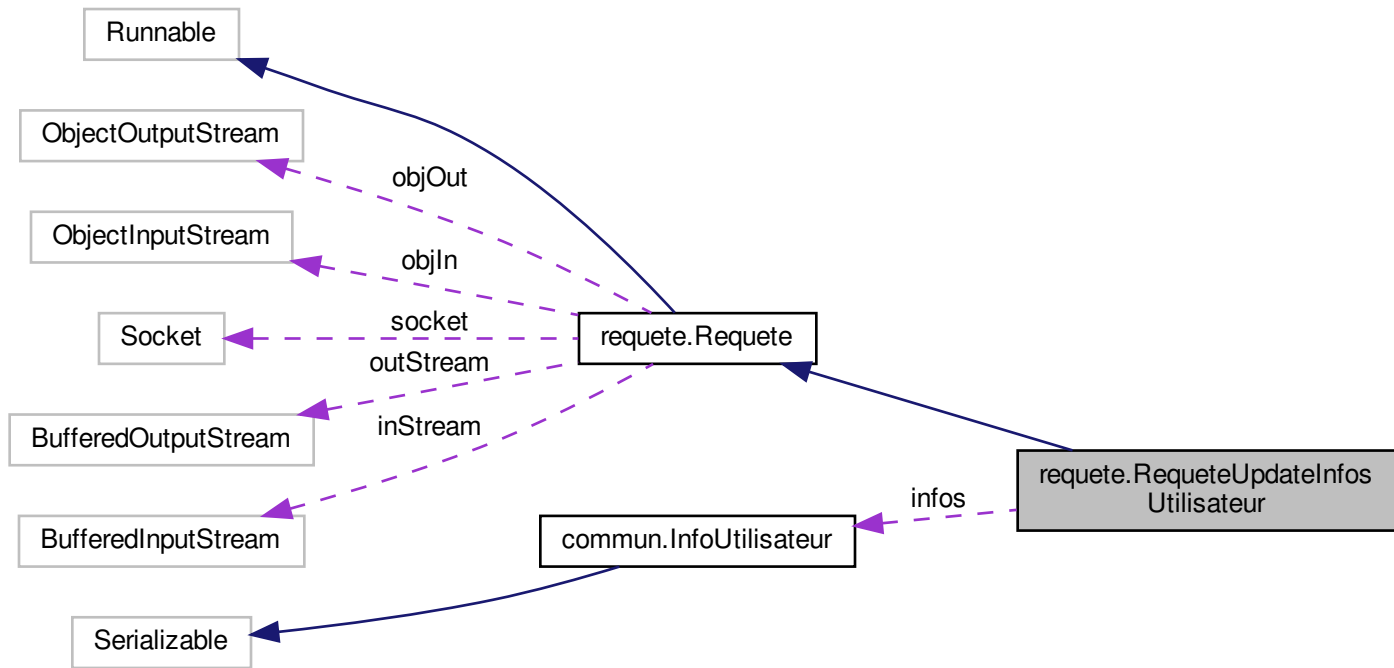 Runnable
ObjectOutputStream
objOut
ObjectInputStream
objIn
Socket
socket
requete.Requete
outStream
BufferedOutputStream
inStream
requete.RequeteUpdateInfos
Utilisateur
infos
BufferedInputStream
commun.InfoUtilisateur
Serializable